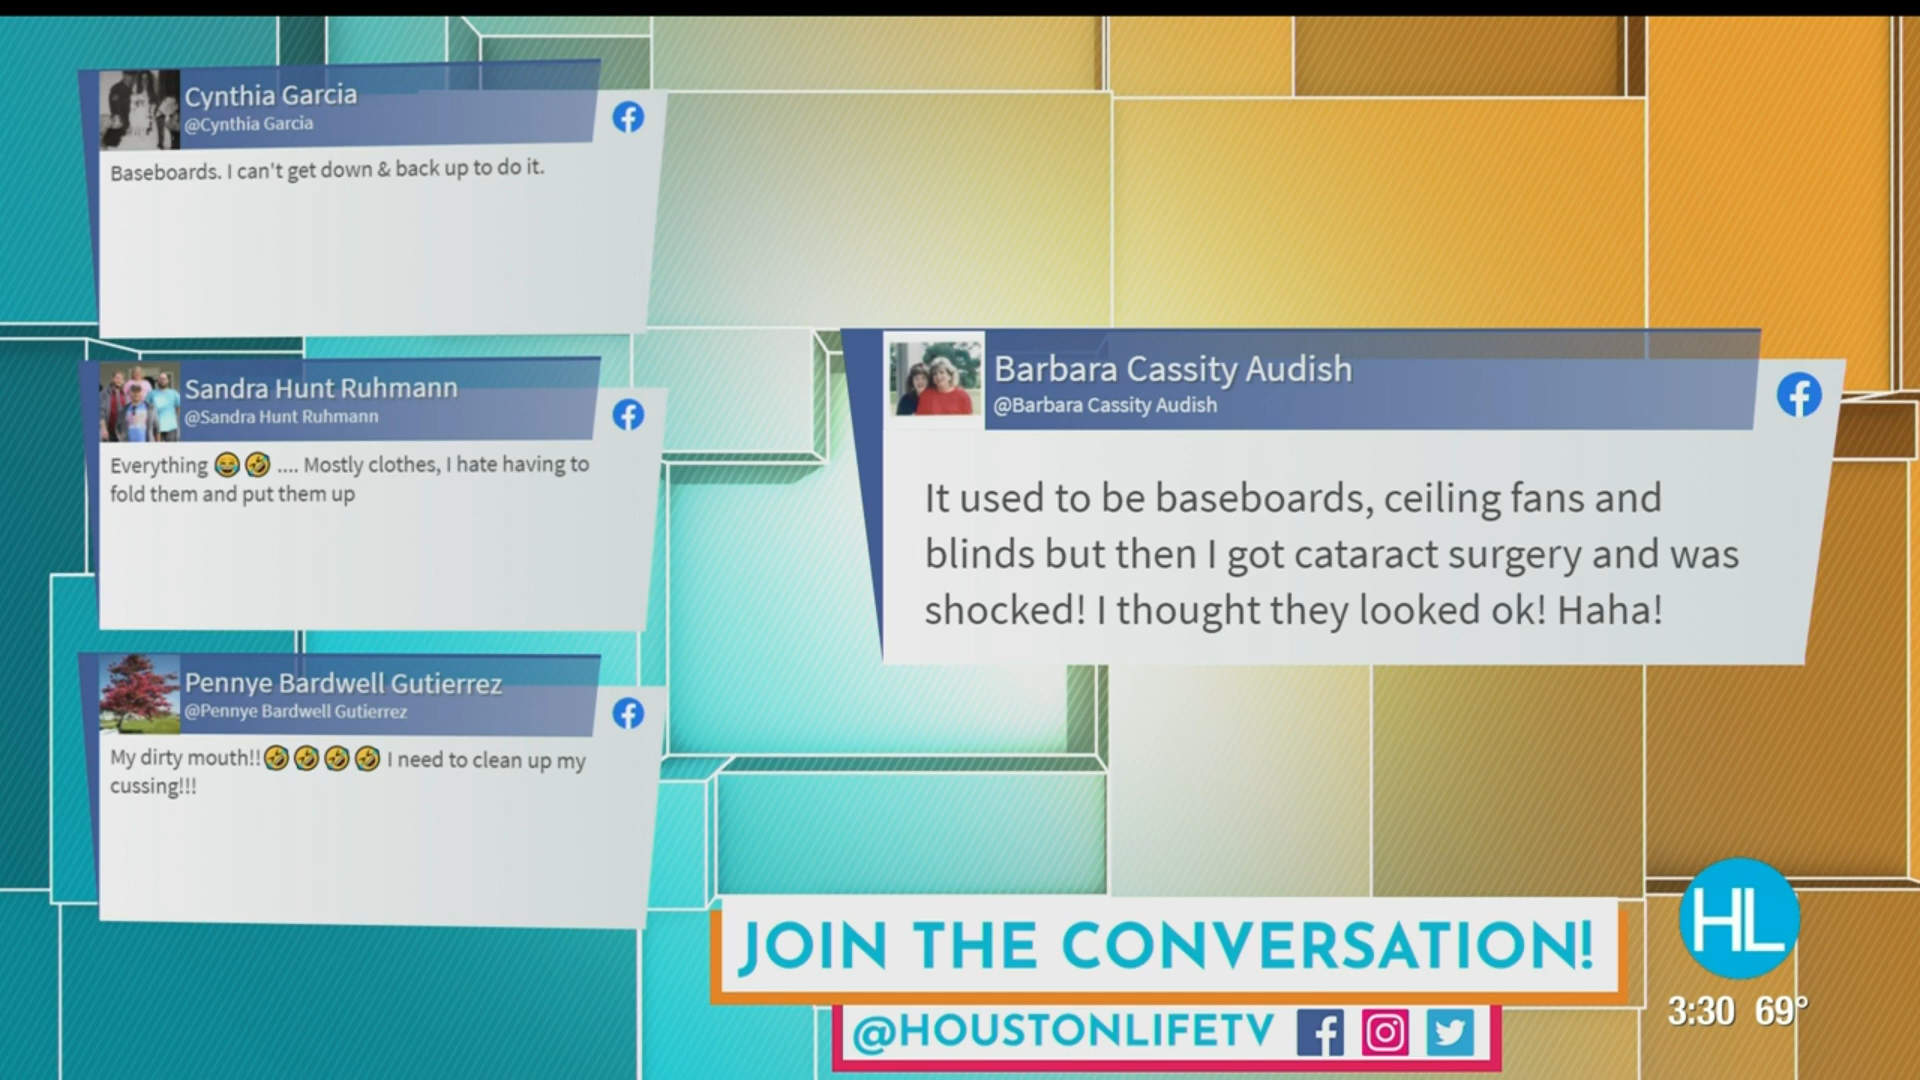 Cynthia Garcia
@Cynthia Garcia
Baseboards. I can't get down & back up to do it.
Sandra Hunt Ruhmann
@Sandra Hunt Ruhmann
Everything 😂🤣 .... Mostly clothes, I hate having to
fold them and put them up
Pennye Bardwell Gutierrez
@Pennye Bardwell Gutierrez
My dirty mouth!!🤣🤣🤣🤣 I need to clean up my
cussing!!!
Barbara Cassity Audish
@Barbara Cassity Audish
It used to be baseboards, ceiling fans and
blinds but then I got cataract surgery and was
shocked! I thought they looked ok! Haha!
JOIN THE CONVERSATION!
@HOUSTONLIFETV
HL
3:30 69°